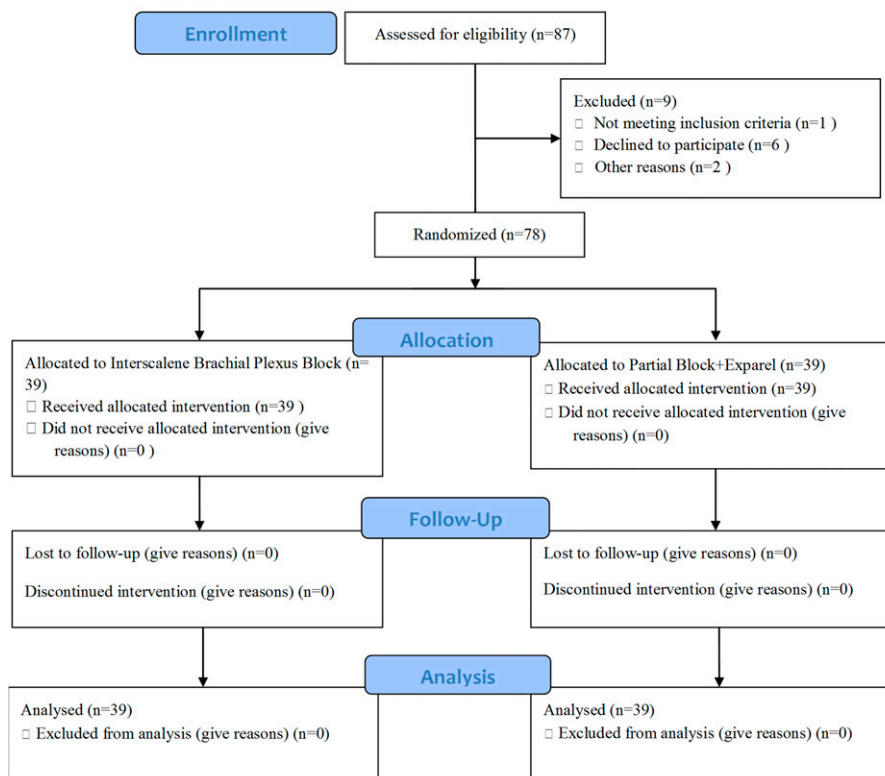 Enrollment
Assessed for eligibility (n=87)
Excluded (n=9)
□ Not meeting inclusion criteria (n=1 )
□ Declined to participate (n=6 )
□ Other reasons (n=2 )
Randomized (n=78)
Allocation
Allocated to Interscalene Brachial Plexus Block (n=
39)
□ Received allocated intervention (n=39 )
□ Did not receive allocated intervention (give
reasons) (n=0 )
Allocated to Partial Block+Exparel (n=39)
□ Received allocated intervention (n=39)
□ Did not receive allocated intervention (give
reasons) (n=0)
Follow-Up
Lost to follow-up (give reasons) (n=0)
Discontinued intervention (give reasons) (n=0)
Lost to follow-up (give reasons) (n=0)
Discontinued intervention (give reasons) (n=0)
Analysis
Analysed (n=39)
□ Excluded from analysis (give reasons) (n=0)
Analysed (n=39)
□ Excluded from analysis (give reasons) (n=0)